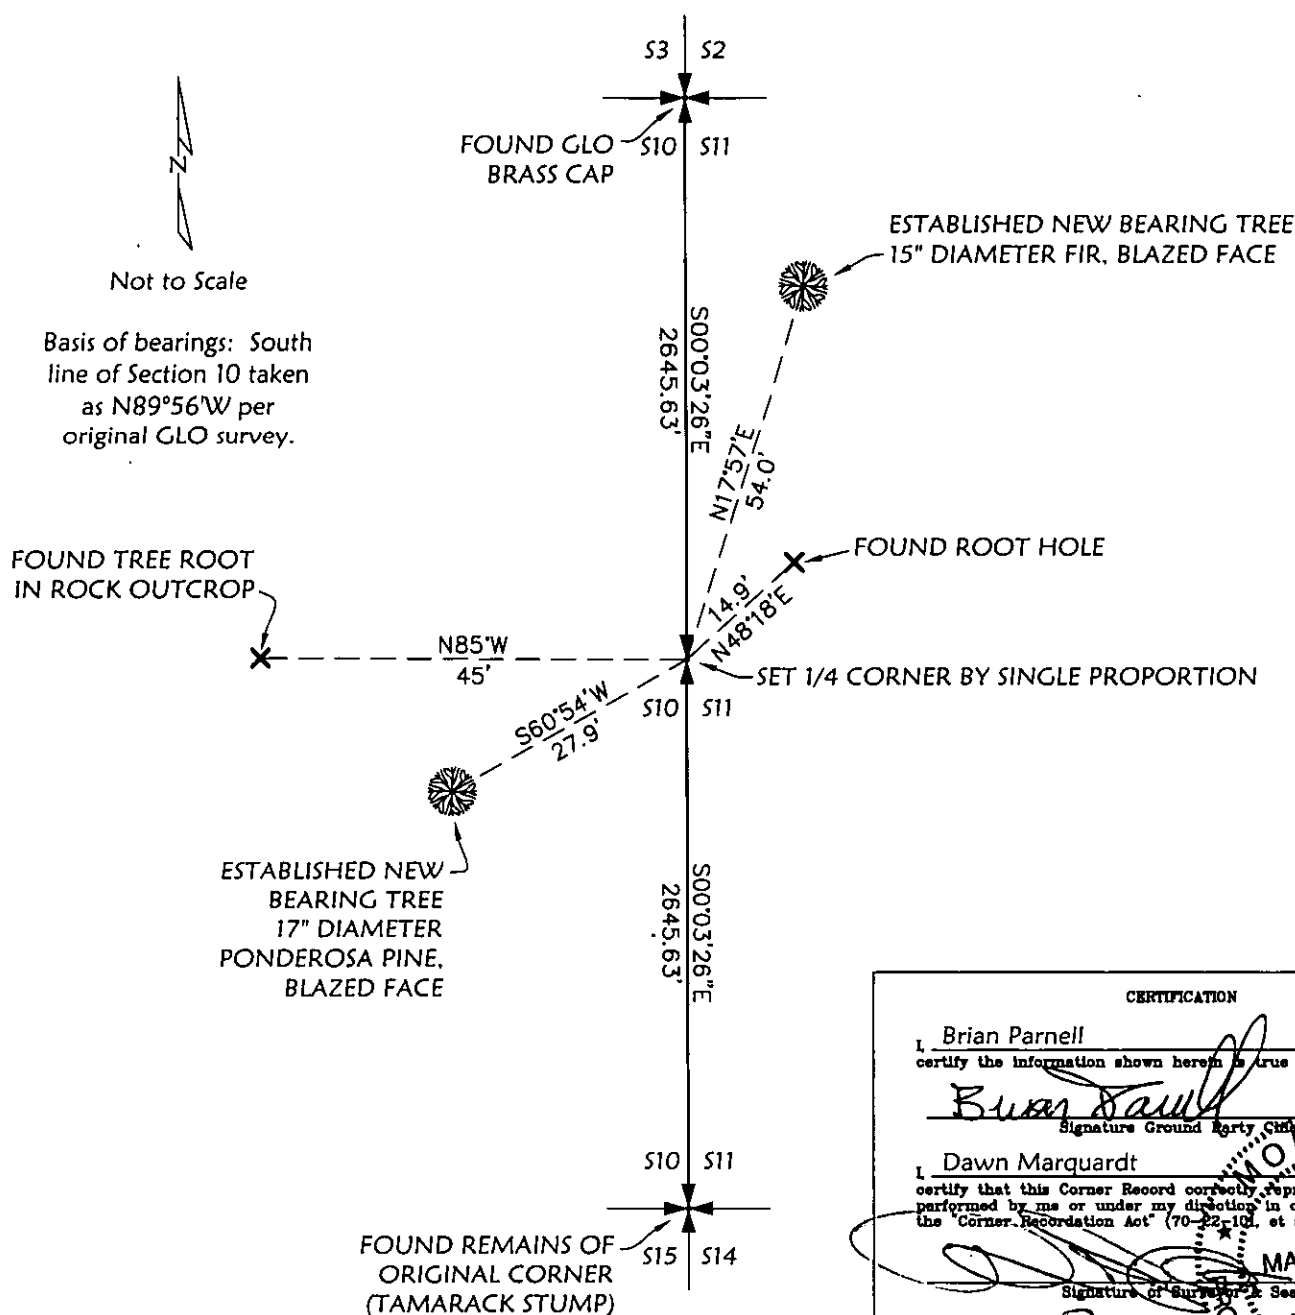 S3 S2
FOUND GLO
BRASS CAP
S10 S11
N
Not to Scale
Basis of bearings: South
line of Section 10 taken
as N89°56'W per
original GLO survey.
ESTABLISHED NEW BEARING TREE
15" DIAMETER FIR, BLAZED FACE
S00°03'26"E
2645.63'
N17°57'E
54.0'
FOUND TREE ROOT
IN ROCK OUTCROP
FOUND ROOT HOLE
14.9'
N48°18'E
N85°W
45'
SET 1/4 CORNER BY SINGLE PROPORTION
S10 S11
S60°54'W
27.9'
ESTABLISHED NEW
BEARING TREE
17" DIAMETER
PONDEROSA PINE,
BLAZED FACE
S00°03'26"E
2645.63'
S10 S11
S15 S14
FOUND REMAINS OF
ORIGINAL CORNER
(TAMARACK STUMP)
CERTIFICATION
I, Brian Parnell
certify the information shown herein is true
Brian Parnell
Signature Ground Party
I, Dawn Marquardt
certify that this Corner Record correctly
performed by me or under my direction in
the "Corner Recordation Act" (70-22-101, et
MO
MA
Signature of Surveyor &